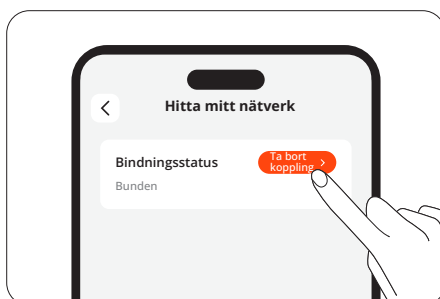 Hitta mitt nätverk
Bindningsstatus
Ta bort
koppling
Bunden